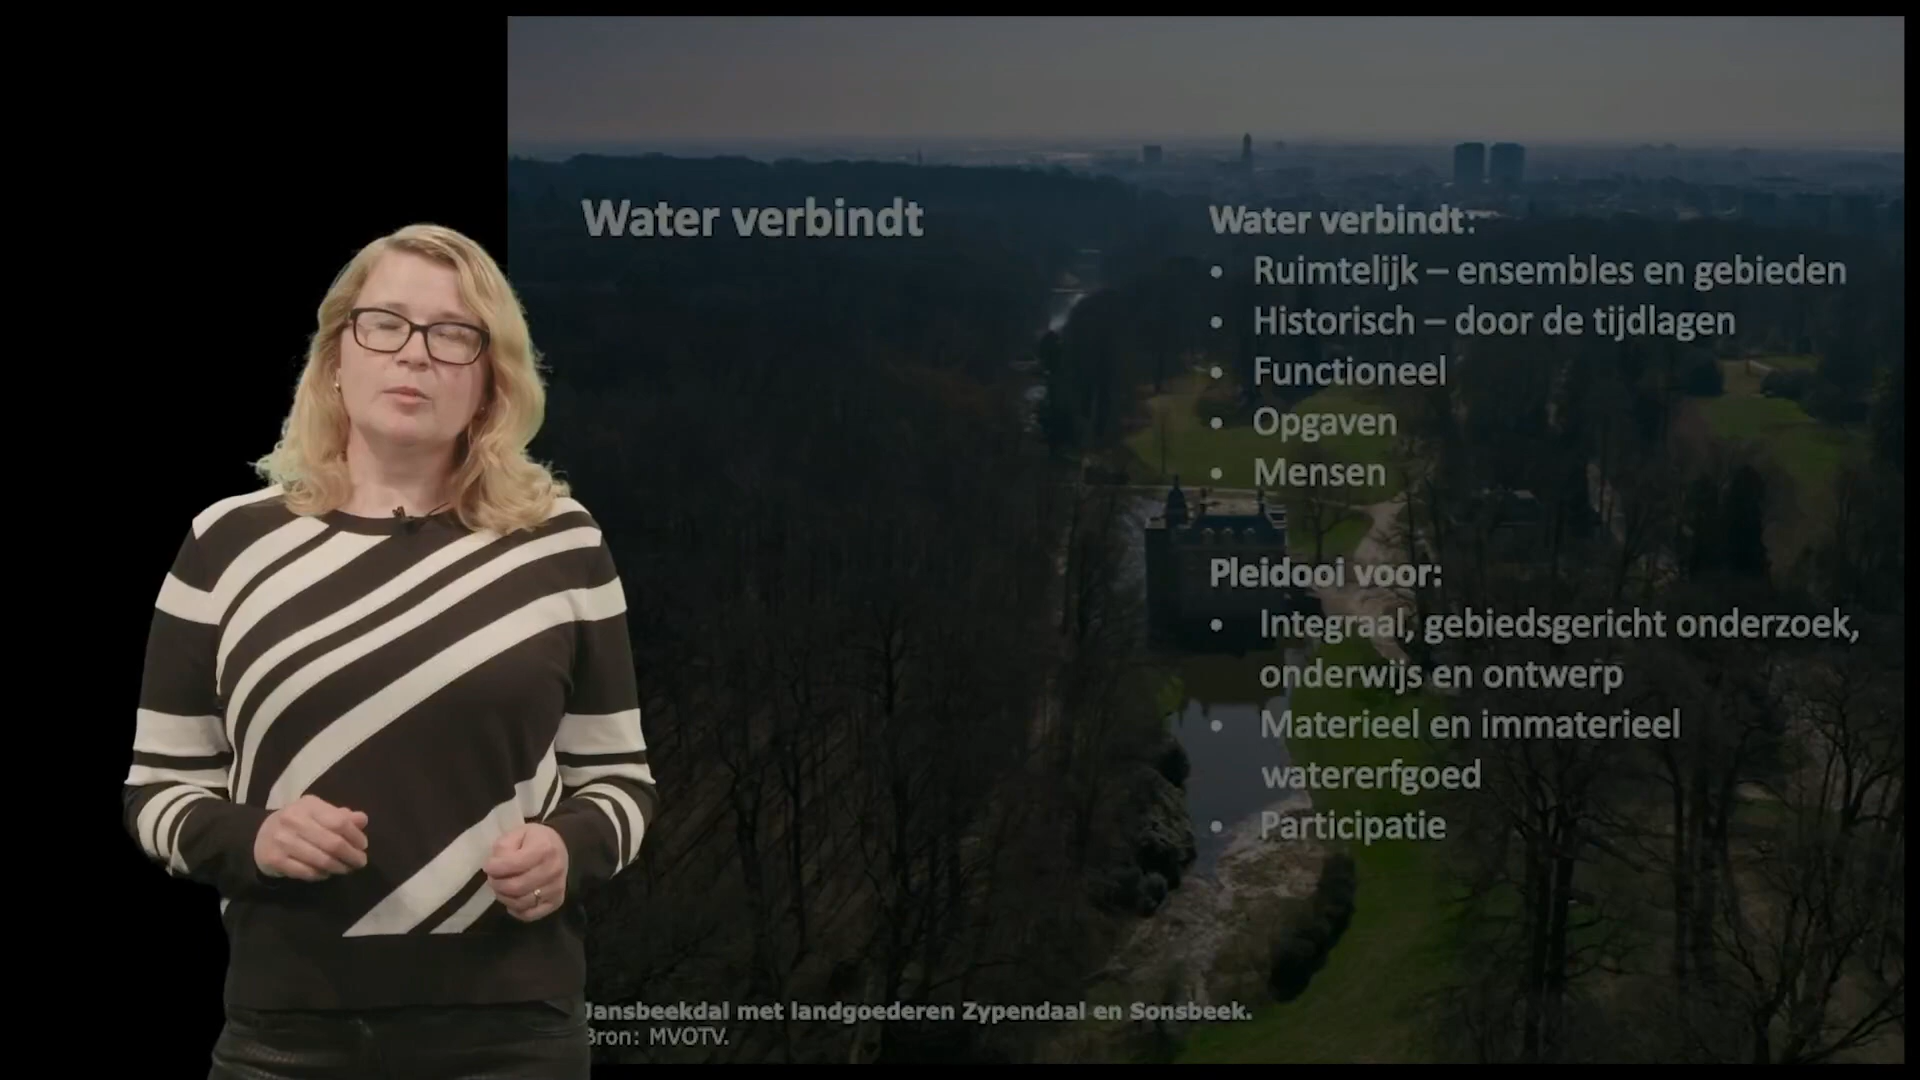 Water verbindt
Water verbindt:
• Ruimtelijk – ensembles en gebieden
• Historisch – door de tijdlagen
• Functioneel
• Opgaven
• Mensen
Pleidooi voor:
• Integraal, gebiedsgericht onderzoek,
onderwijs en ontwerp
• Materieel en immaterieel
watererfgoed
• Participatie
Jansbeekdal met landgoederen Zypendaal en Sonsbeek.
Bron: MVOTV.